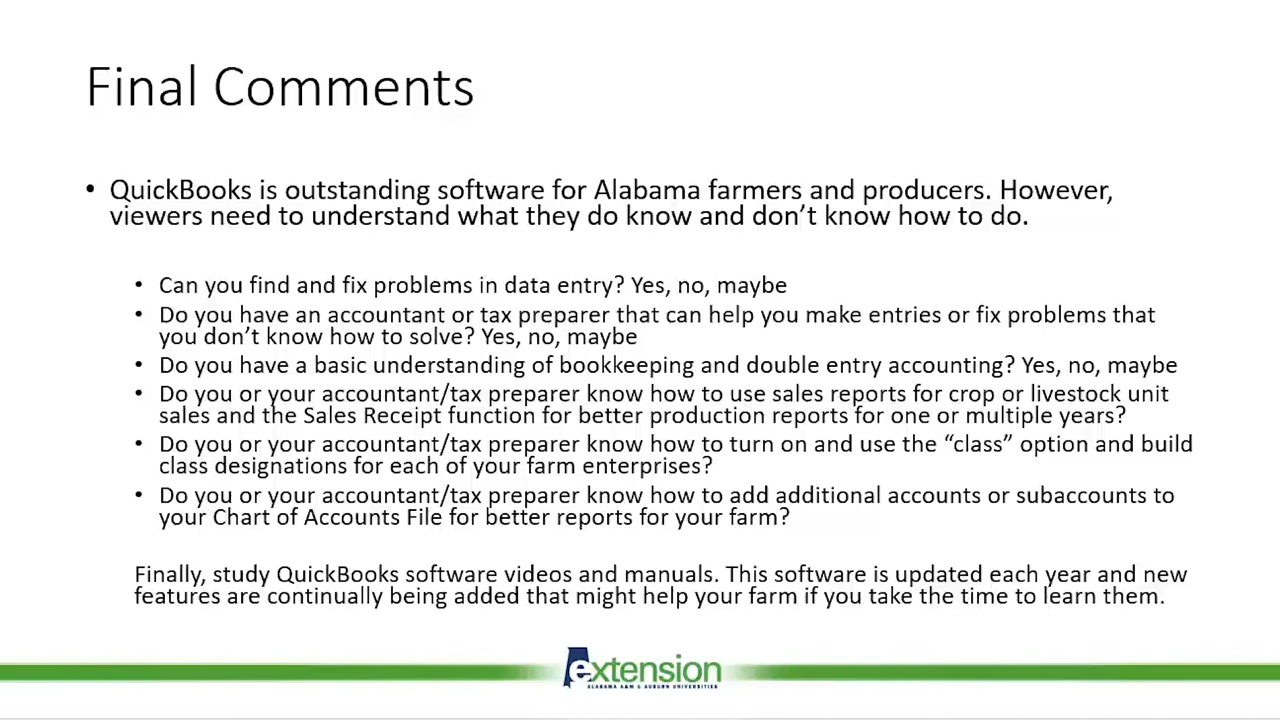 Final Comments
• QuickBooks is outstanding software for Alabama farmers and producers. However,
viewers need to understand what they do know and don’t know how to do.
• Can you find and fix problems in data entry? Yes, no, maybe
• Do you have an accountant or tax preparer that can help you make entries or fix problems that
you don’t know how to solve? Yes, no, maybe
• Do you have a basic understanding of bookkeeping and double entry accounting? Yes, no, maybe
• Do you or your accountant/tax preparer know how to use sales reports for crop or livestock unit
sales and the Sales Receipt function for better production reports for one or multiple years?
• Do you or your accountant/tax preparer know how to turn on and use the “class” option and build
class designations for each of your farm enterprises?
• Do you or your accountant/tax preparer know how to add additional accounts or subaccounts to
your Chart of Accounts File for better reports for your farm?
Finally, study QuickBooks software videos and manuals. This software is updated each year and new
features are continually being added that might help your farm if you take the time to learn them.
extension
ALABAMA A&M & AUBURN UNIVERSITIES